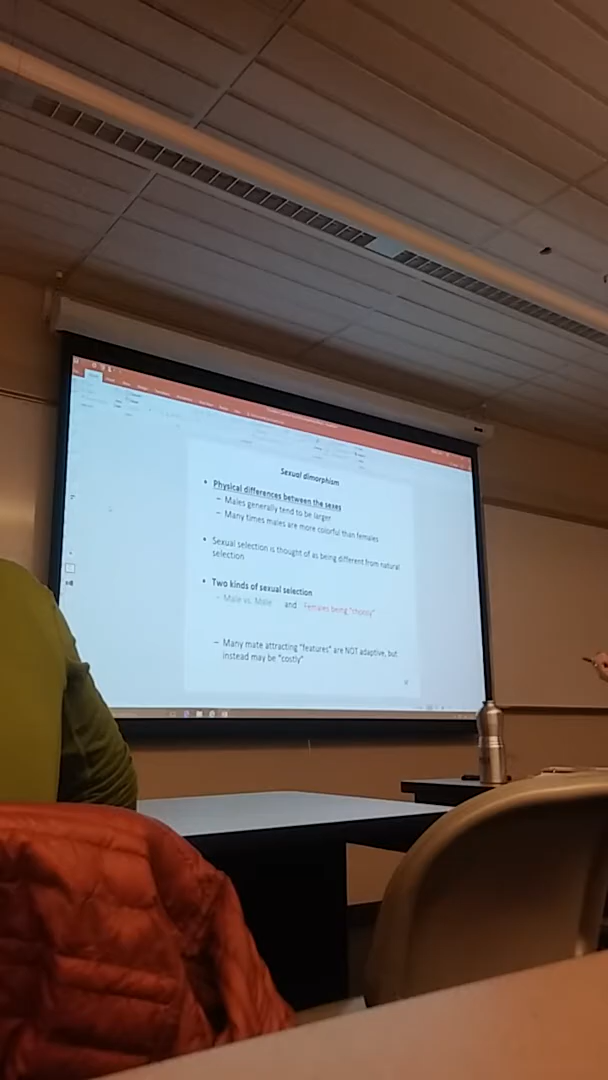 Sexual dimorphism
• Physical differences between the sexes
– Males generally tend to be larger
– Many times males are more colorful than females
• Sexual selection is thought of as being different from natural
selection
• Two kinds of sexual selection
– Male vs. Male and Females being "choosy"
– Many mate attracting "features" are NOT adaptive, but
instead may be "costly"